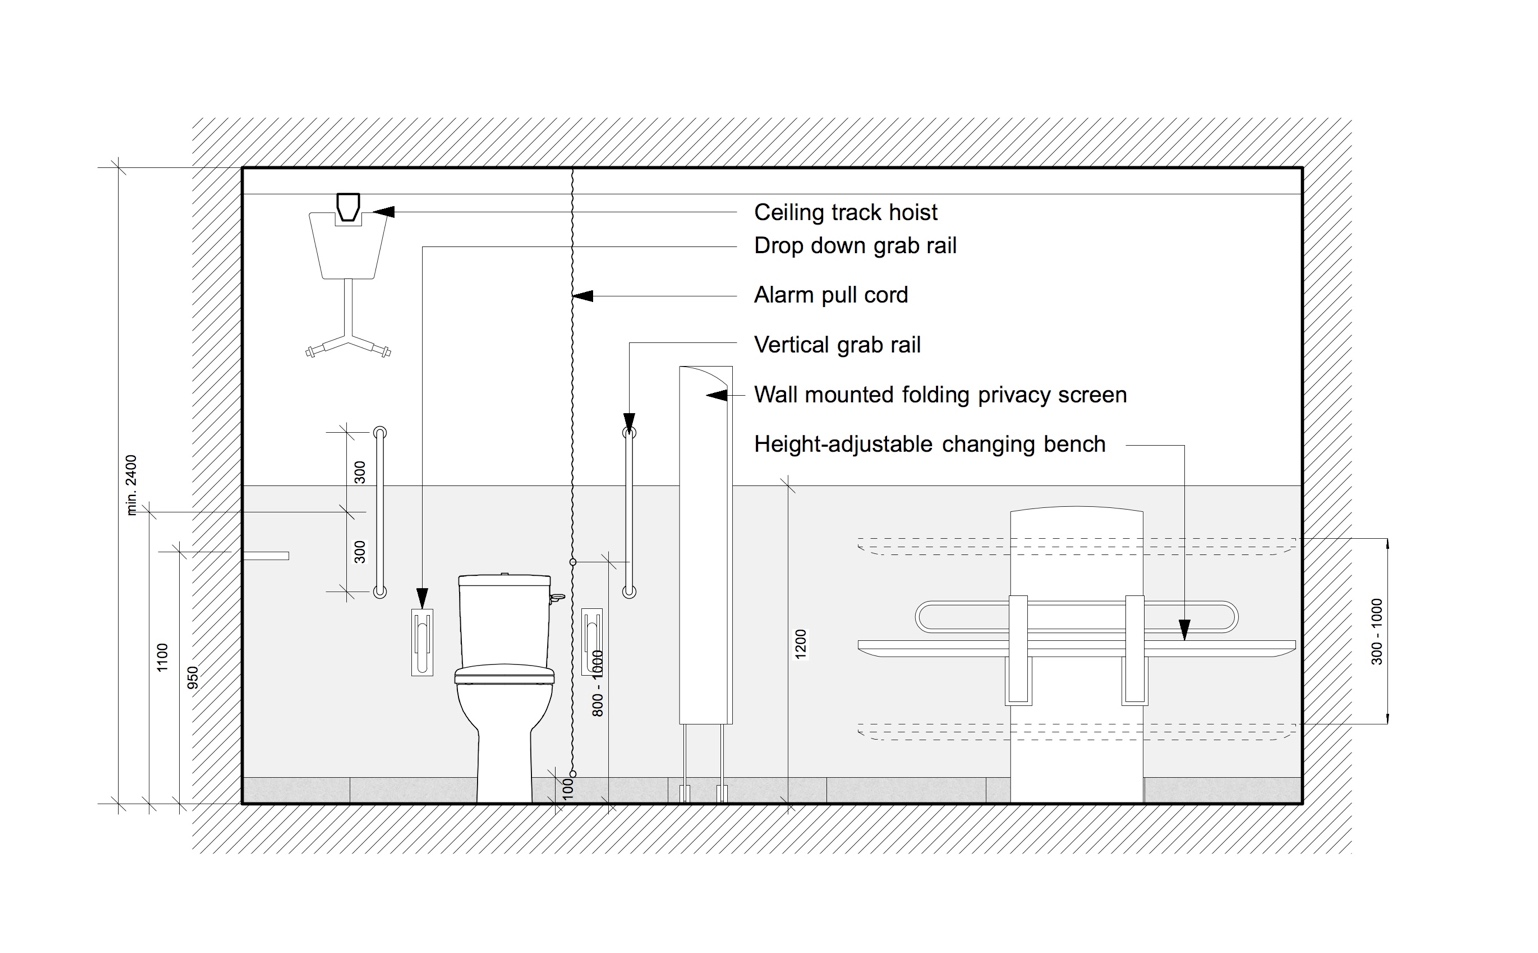 Ceiling track hoist
Drop down grab rail
Alarm pull cord
Vertical grab rail
Wall mounted folding privacy screen
Height-adjustable changing bench
min. 2400
300
300
1100
950
800 - 1000
100
1200
300 - 1000